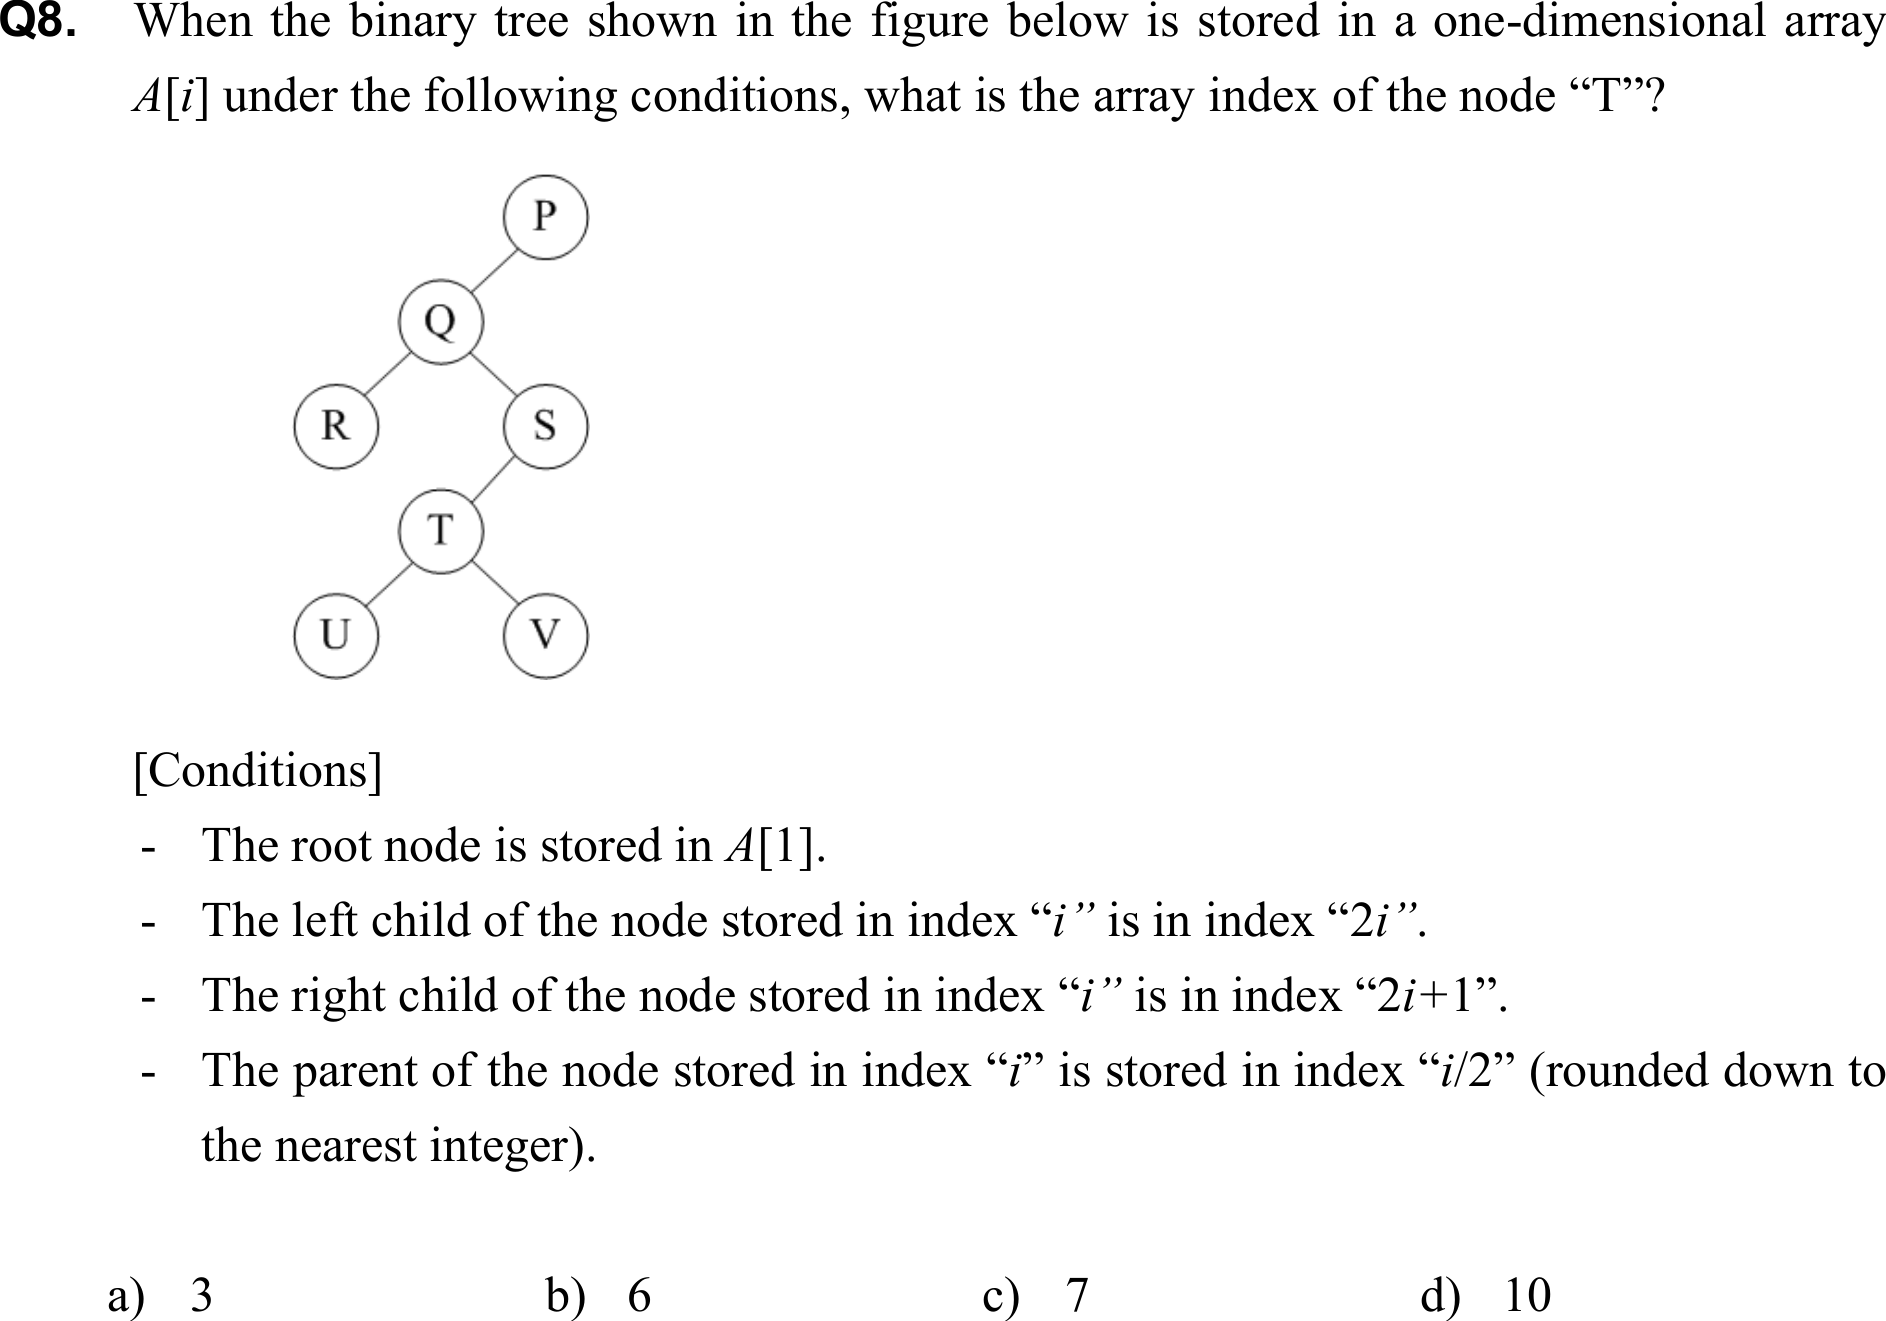 Q8. When the binary tree shown in the figure below is stored in a one-dimensional array
A[i] under the following conditions, what is the array index of the node “T”?
P
Q
R S
T
U V
[Conditions]
- The root node is stored in A[1].
- The left child of the node stored in index “i” is in index “2i”.
- The right child of the node stored in index “i” is in index “2i+1”.
- The parent of the node stored in index “i” is stored in index “i/2” (rounded down to
the nearest integer).
a) 3 b) 6 c) 7 d) 10